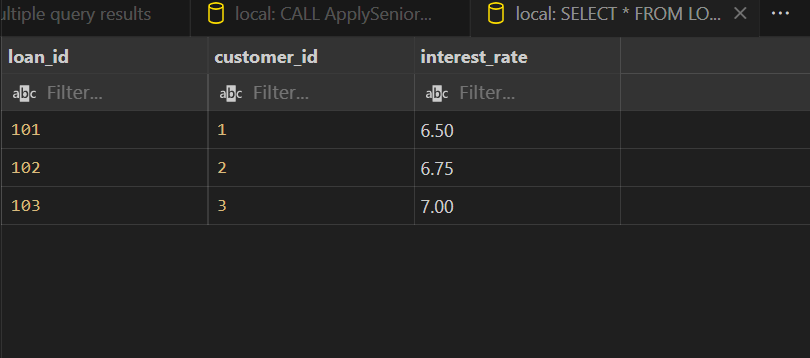 ultiple query results local: CALL ApplySenior... local: SELECT * FROM LO...
loan_id customer_id interest_rate
abc Filter... abc Filter... abc Filter...
101 1 6.50
102 2 6.75
103 3 7.00